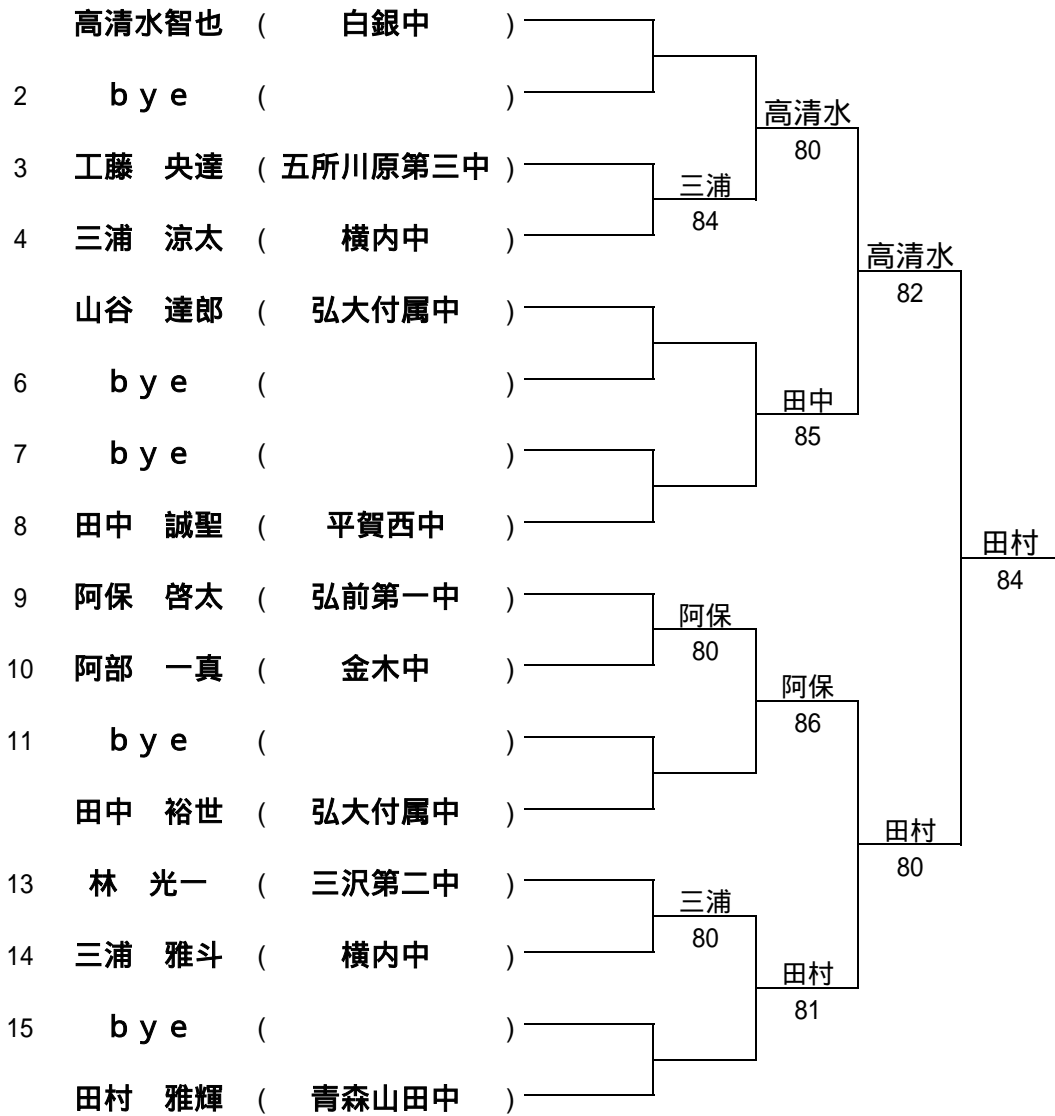 高清水智也 ( 白銀中 )
2 ｂｙｅ ( )
高清水
80
3 工藤　央達 ( 五所川原第三中 )
三浦
84
4 三浦　涼太 ( 横内中 )
高清水
82
山谷　達郎 ( 弘大付属中 )
6 ｂｙｅ ( )
田中
85
7 ｂｙｅ ( )
8 田中　誠聖 ( 平賀西中 )
田村
84
9 阿保　啓太 ( 弘前第一中 )
阿保
80
10 阿部　一真 ( 金木中 )
阿保
86
11 ｂｙｅ ( )
田中　裕世 ( 弘大付属中 )
田村
80
13 林　光一 ( 三沢第二中 )
三浦
80
14 三浦　雅斗 ( 横内中 )
田村
81
15 ｂｙｅ ( )
田村　雅輝 ( 青森山田中 )